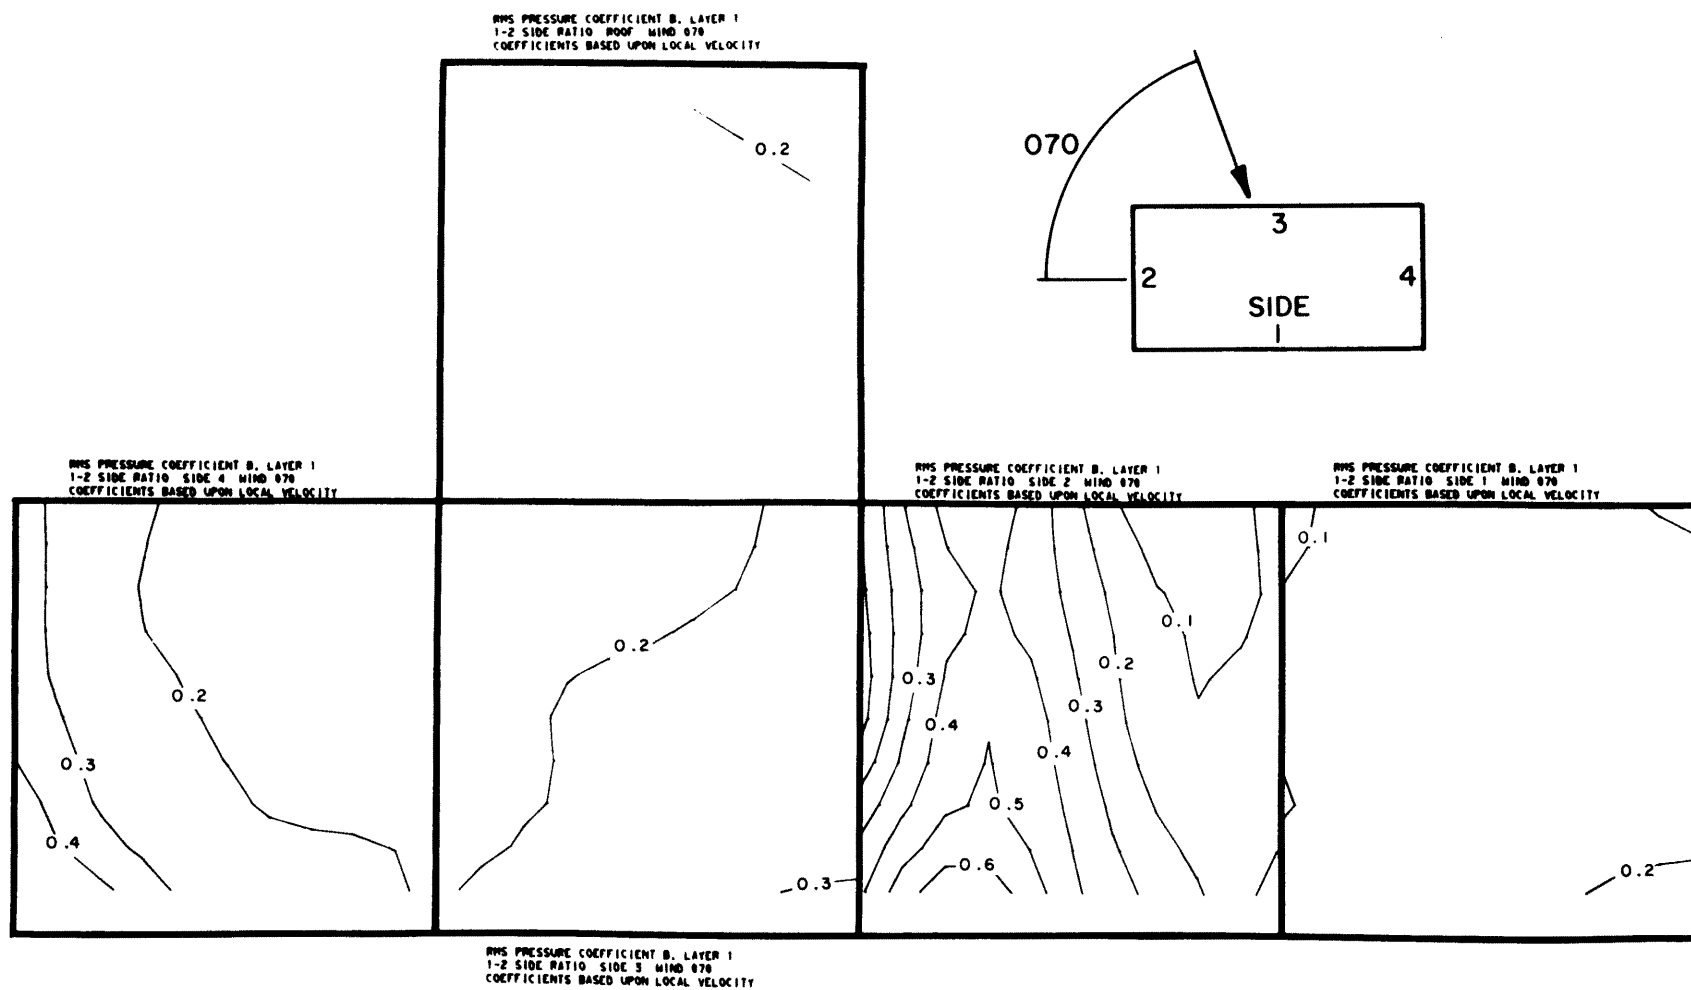 RMS PRESSURE COEFFICIENT B. LAYER 1
1-2 SIDE RATIO ROOF WIND 070
COEFFICIENTS BASED UPON LOCAL VELOCITY
0.2
070
3
2
4
SIDE
1
RMS PRESSURE COEFFICIENT B. LAYER 1
1-2 SIDE RATIO SIDE 4 WIND 070
COEFFICIENTS BASED UPON LOCAL VELOCITY
RMS PRESSURE COEFFICIENT B. LAYER 1
1-2 SIDE RATIO SIDE 2 WIND 070
COEFFICIENTS BASED UPON LOCAL VELOCITY
RMS PRESSURE COEFFICIENT B. LAYER 1
1-2 SIDE RATIO SIDE 1 WIND 070
COEFFICIENTS BASED UPON LOCAL VELOCITY
0.2
0.3
0.4
0.2
0.3
0.1
0.2
0.3
0.3
0.4
0.4
0.5
0.6
0.1
0.2
RMS PRESSURE COEFFICIENT B. LAYER 1
1-2 SIDE RATIO SIDE 3 WIND 070
COEFFICIENTS BASED UPON LOCAL VELOCITY